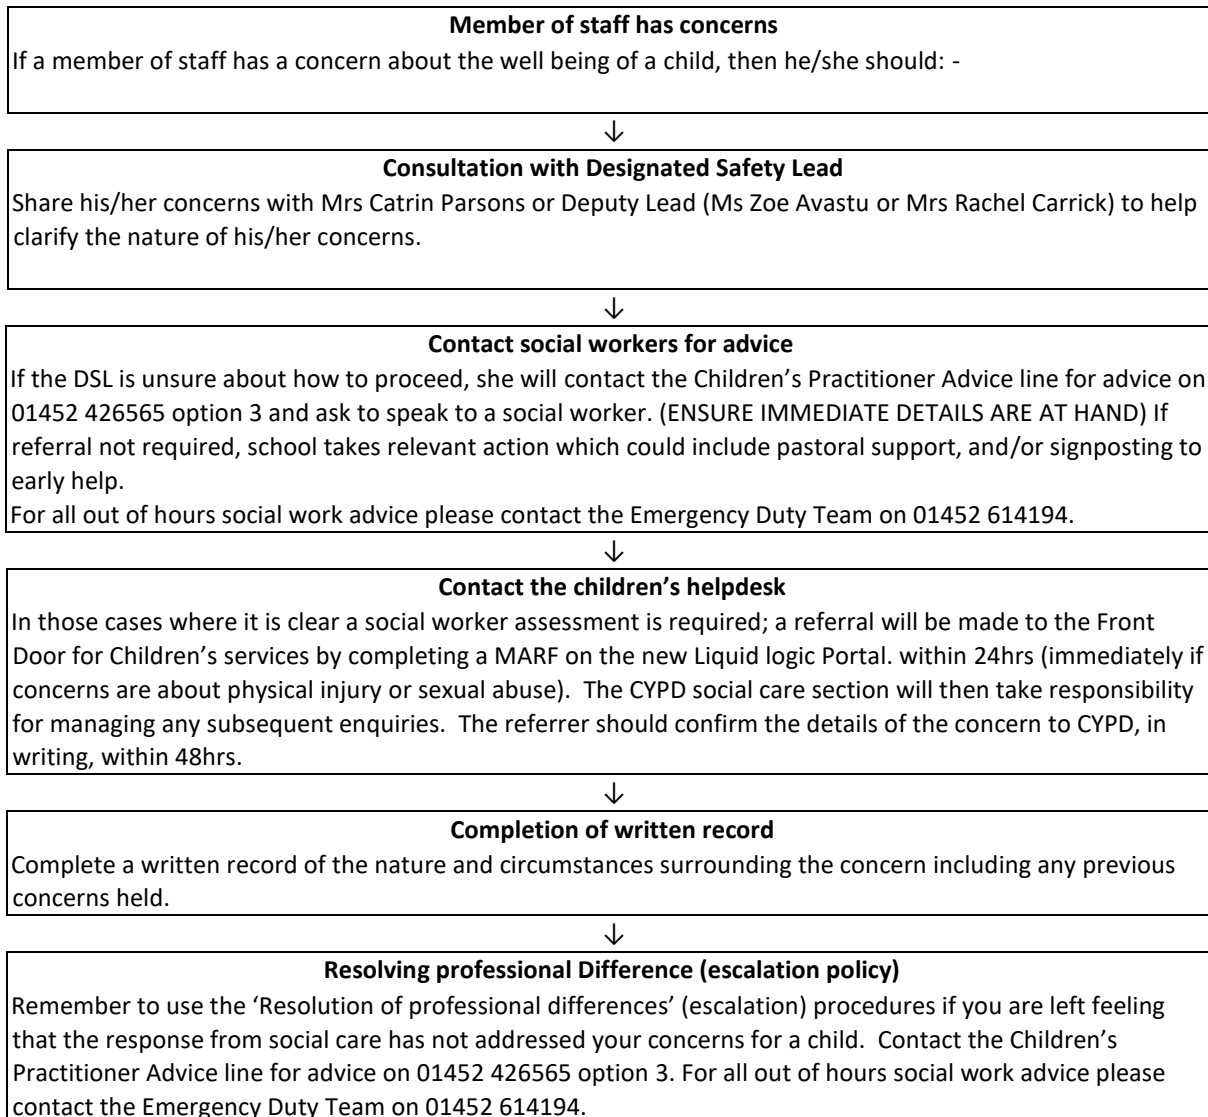 Member of staff has concerns
If a member of staff has a concern about the well being of a child, then he/she should: -
↓
Consultation with Designated Safety Lead
Share his/her concerns with Mrs Catrin Parsons or Deputy Lead (Ms Zoe Avastu or Mrs Rachel Carrick) to help
clarify the nature of his/her concerns.
↓
Contact social workers for advice
If the DSL is unsure about how to proceed, she will contact the Children’s Practitioner Advice line for advice on
01452 426565 option 3 and ask to speak to a social worker. (ENSURE IMMEDIATE DETAILS ARE AT HAND) If
referral not required, school takes relevant action which could include pastoral support, and/or signposting to
early help.
For all out of hours social work advice please contact the Emergency Duty Team on 01452 614194.
↓
Contact the children’s helpdesk
In those cases where it is clear a social worker assessment is required; a referral will be made to the Front
Door for Children’s services by completing a MARF on the new Liquid logic Portal. within 24hrs (immediately if
concerns are about physical injury or sexual abuse).  The CYPD social care section will then take responsibility
for managing any subsequent enquiries.  The referrer should confirm the details of the concern to CYPD, in
writing, within 48hrs.
↓
Completion of written record
Complete a written record of the nature and circumstances surrounding the concern including any previous
concerns held.
↓
Resolving professional Difference (escalation policy)
Remember to use the ‘Resolution of professional differences’ (escalation) procedures if you are left feeling
that the response from social care has not addressed your concerns for a child.  Contact the Children’s
Practitioner Advice line for advice on 01452 426565 option 3. For all out of hours social work advice please
contact the Emergency Duty Team on 01452 614194.